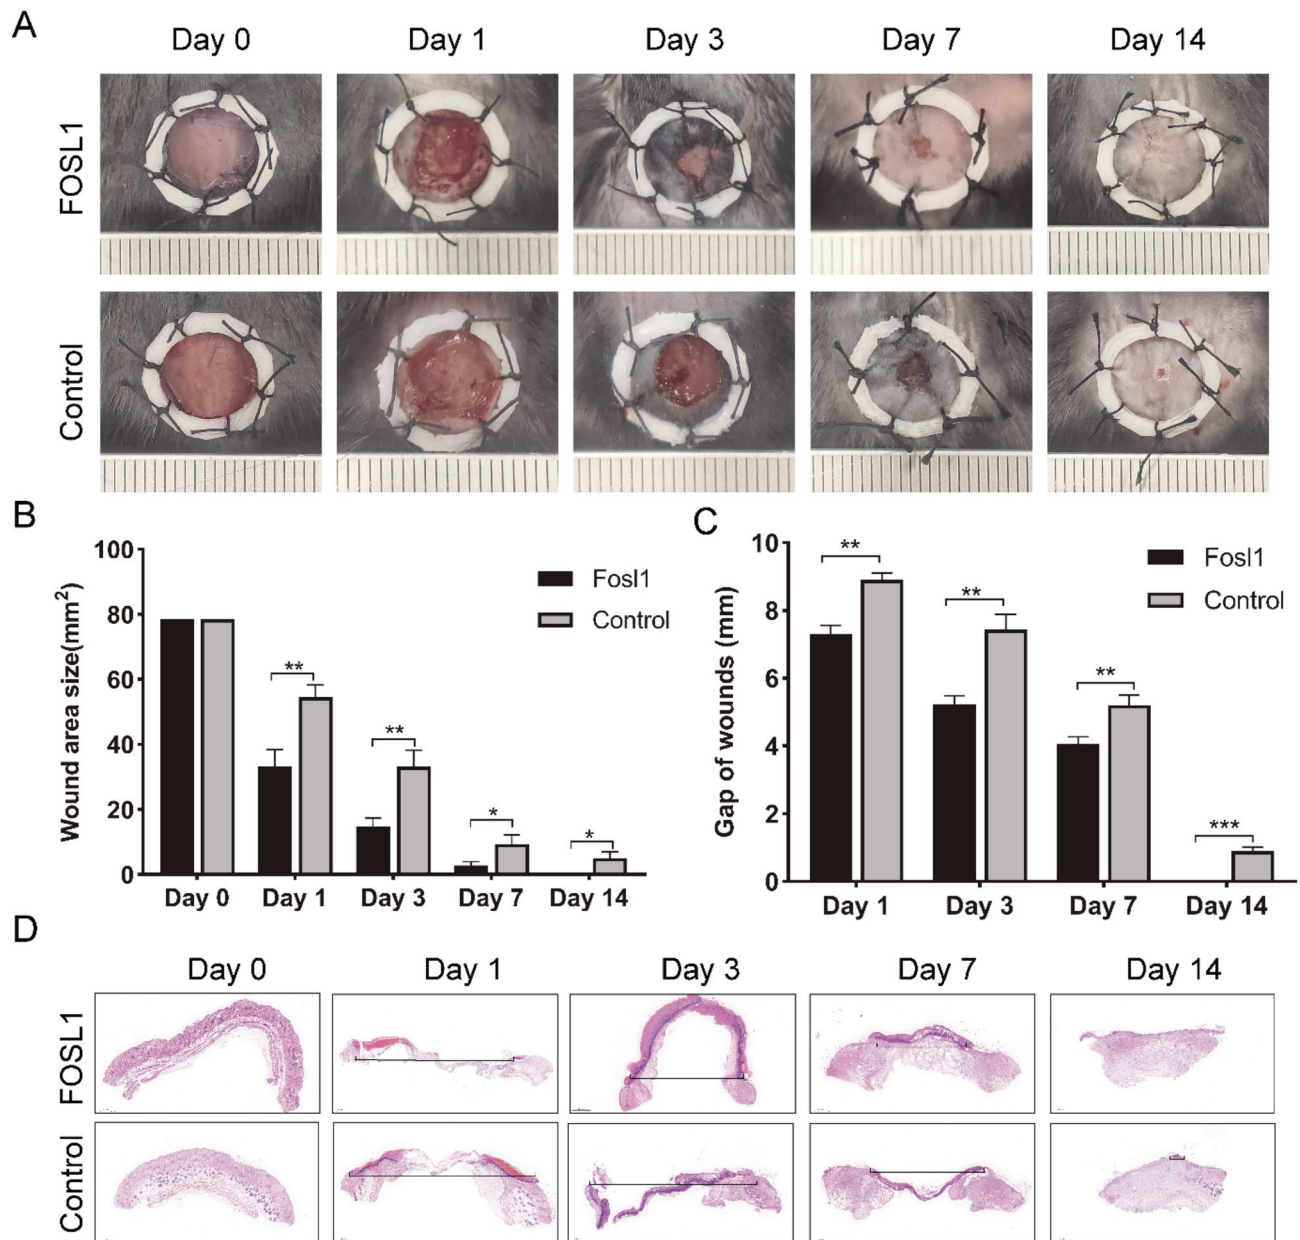 A
Day 0 Day 1 Day 3 Day 7 Day 14
FOSL1
Control
B
Wound area size(mm²)
100
80
60
40
20
0
Fosl1
Control
**
**
*
*
Day 0 Day 1 Day 3 Day 7 Day 14
C
Gap of wounds (mm)
10
8
6
4
2
0
Fosl1
Control
**
**
**
***
Day 1 Day 3 Day 7 Day 14
D
Day 0 Day 1 Day 3 Day 7 Day 14
FOSL1
Control